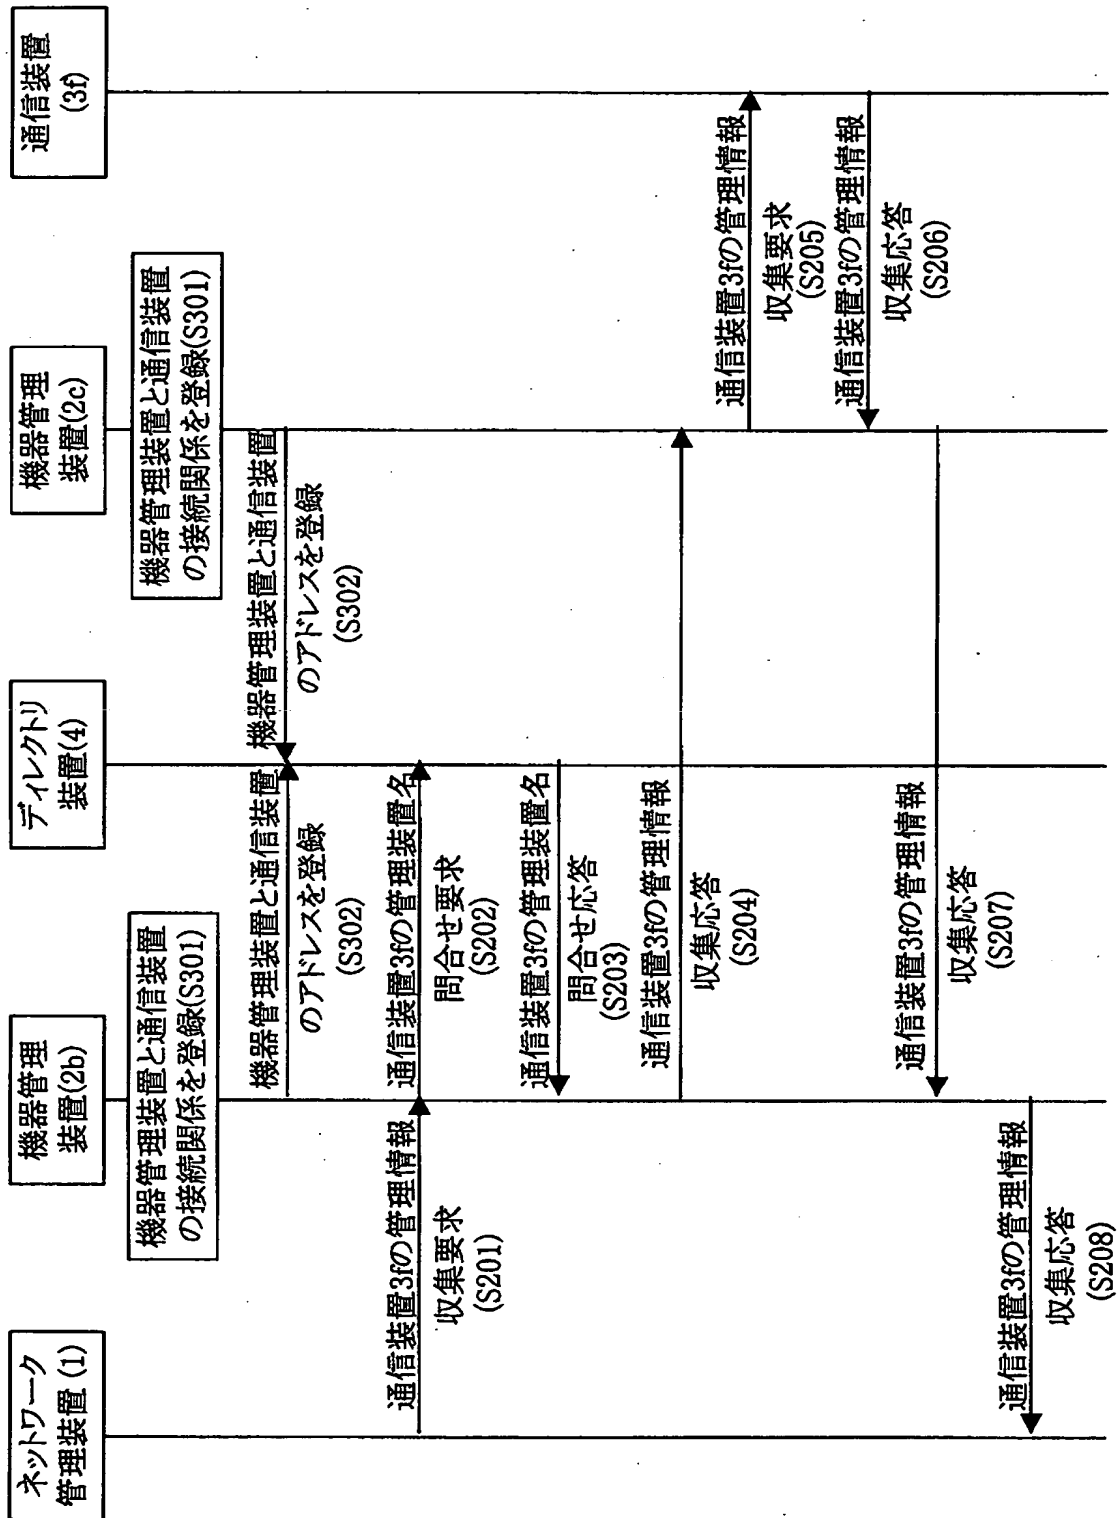 ネットワーク
管理装置(1)
機器管理
装置(2b)
ディレクトリ
装置(4)
機器管理
装置(2c)
通信装置
(3f)
機器管理装置と通信装置
の接続関係を登録(S301)
機器管理装置と通信装置
の接続関係を登録(S301)
機器管理装置と通信装置
のアドレスを登録
(S302)
機器管理装置と通信装置
のアドレスを登録
(S302)
通信装置3fの管理情報
収集要求
(S201)
通信装置3fの管理装置名
問合せ要求
(S202)
通信装置3fの管理装置名
問合せ応答
(S203)
通信装置3fの管理情報
収集応答
(S204)
通信装置3fの管理情報
収集要求
(S205)
通信装置3fの管理情報
収集応答
(S206)
通信装置3fの管理情報
収集応答
(S207)
通信装置3fの管理情報
収集応答
(S208)